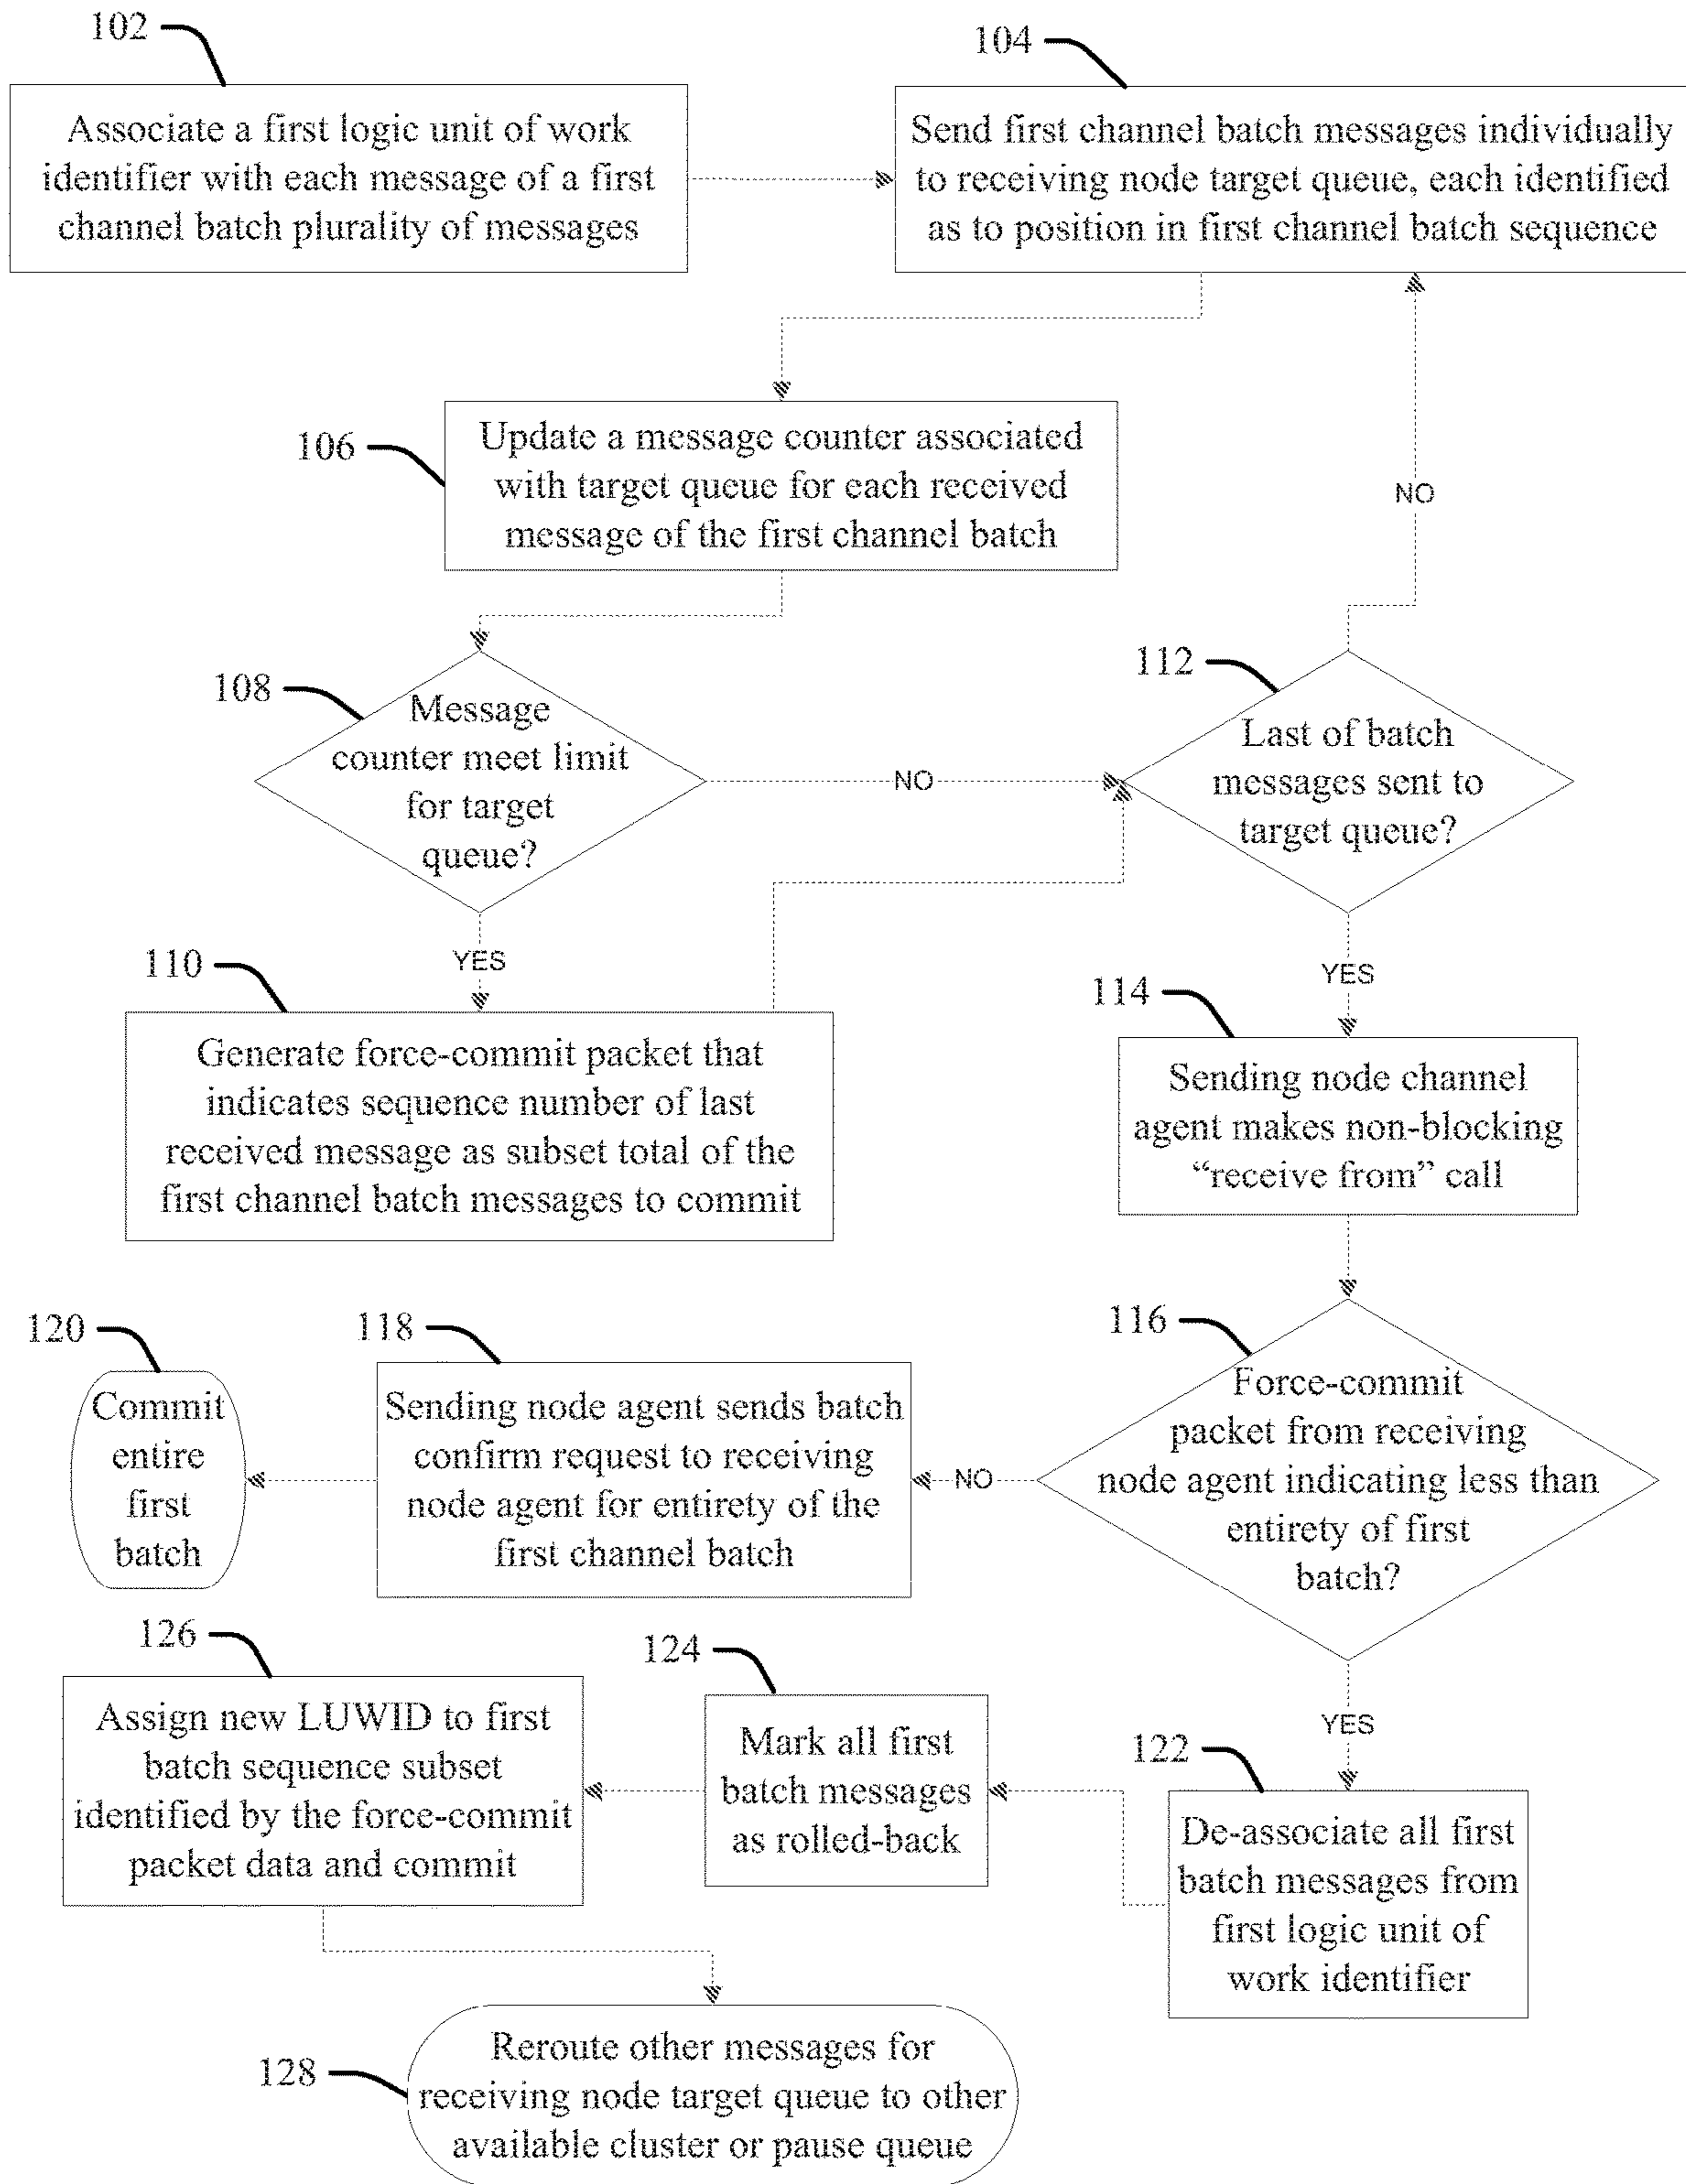 102
Associate a first logic unit of work
identifier with each message of a first
channel batch plurality of messages
104
Send first channel batch messages individually
to receiving node target queue, each identified
as to position in first channel batch sequence
106
Update a message counter associated
with target queue for each received
message of the first channel batch
NO
108
Message
counter meet limit
for target
queue?
NO
112
Last of batch
messages sent to
target queue?
YES
110
Generate force-commit packet that
indicates sequence number of last
received message as subset total of the
first channel batch messages to commit
YES
114
Sending node channel
agent makes non-blocking
“receive from” call
116
Force-commit
packet from receiving
node agent indicating less than
entirety of first
batch?
NO
118
Sending node agent sends batch
confirm request to receiving
node agent for entirety of the
first channel batch
120
Commit
entire
first
batch
YES
122
De-associate all first
batch messages from
first logic unit of
work identifier
124
Mark all first
batch messages
as rolled-back
126
Assign new LUWID to first
batch sequence subset
identified by the force-commit
packet data and commit
128
Reroute other messages for
receiving node target queue to other
available cluster or pause queue